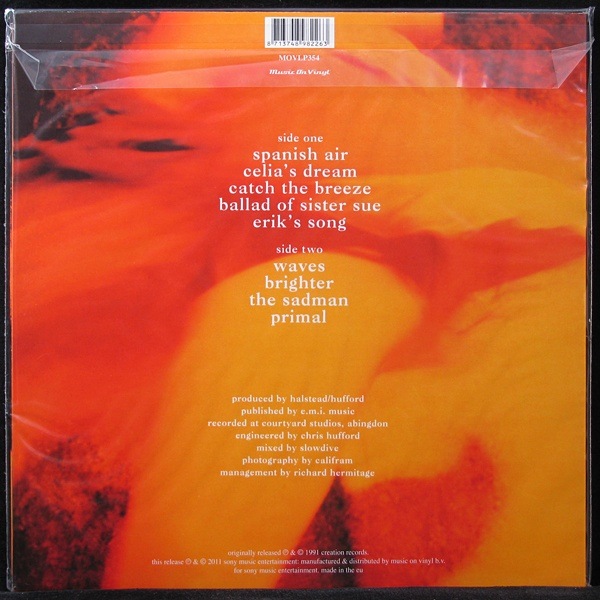 8 713748 982263
MOVLP354
Music On Vinyl
side one
spanish air
celia's dream
catch the breeze
ballad of sister sue
erik's song
side two
waves
brighter
the sadman
primal
produced by halstead/hufford
published by e.m.i. music
recorded at courtyard studios, abingdon
engineered by chris hufford
mixed by slowdive
photography by califram
management by richard hermitage
originally released ℗ & © 1991 creation records.
this release ℗ & © 2011 sony music entertainment: manufactured & distributed by music on vinyl b.v.
for sony music entertainment. made in the eu